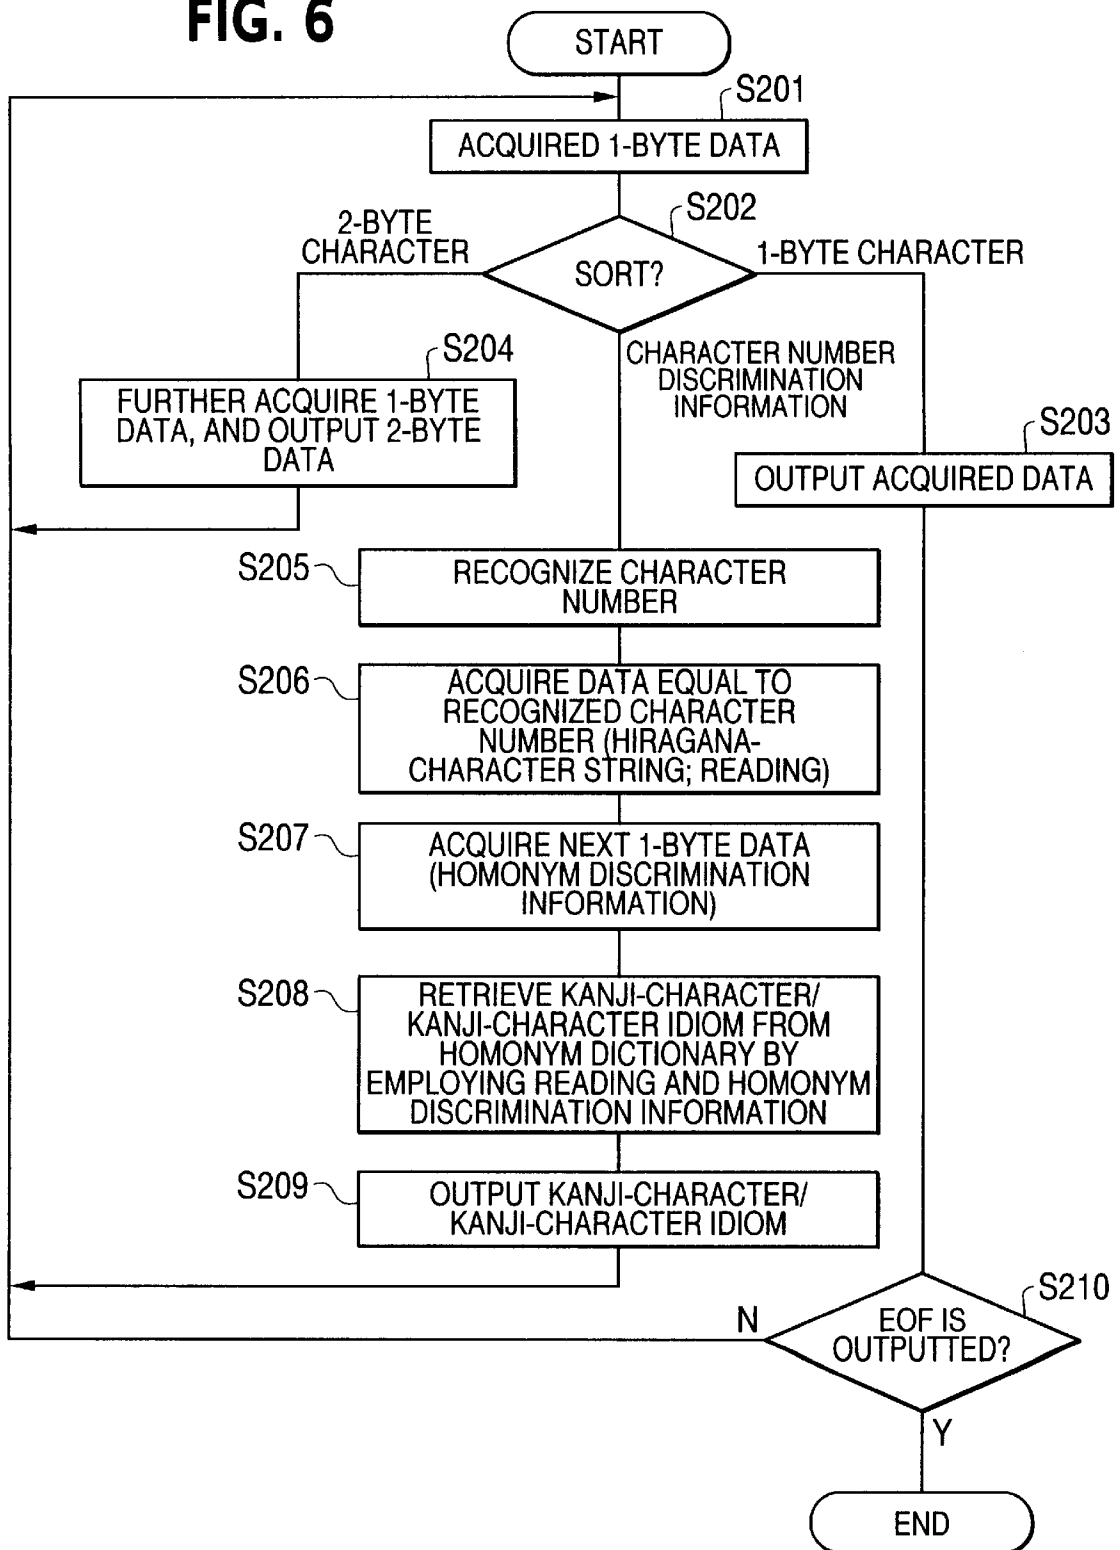 FIG. 6
START
S201
ACQUIRED 1-BYTE DATA
S202
2-BYTE
CHARACTER
SORT?
1-BYTE CHARACTER
S204
CHARACTER NUMBER
DISCRIMINATION
INFORMATION
FURTHER ACQUIRE 1-BYTE
DATA, AND OUTPUT 2-BYTE
DATA
S203
OUTPUT ACQUIRED DATA
S205
RECOGNIZE CHARACTER
NUMBER
S206
ACQUIRE DATA EQUAL TO
RECOGNIZED CHARACTER
NUMBER (HIRAGANA-
CHARACTER STRING; READING)
S207
ACQUIRE NEXT 1-BYTE DATA
(HOMONYM DISCRIMINATION
INFORMATION)
S208
RETRIEVE KANJI-CHARACTER/
KANJI-CHARACTER IDIOM FROM
HOMONYM DICTIONARY BY
EMPLOYING READING AND HOMONYM
DISCRIMINATION INFORMATION
S209
OUTPUT KANJI-CHARACTER/
KANJI-CHARACTER IDIOM
S210
N
EOF IS
OUTPUTTED?
Y
END